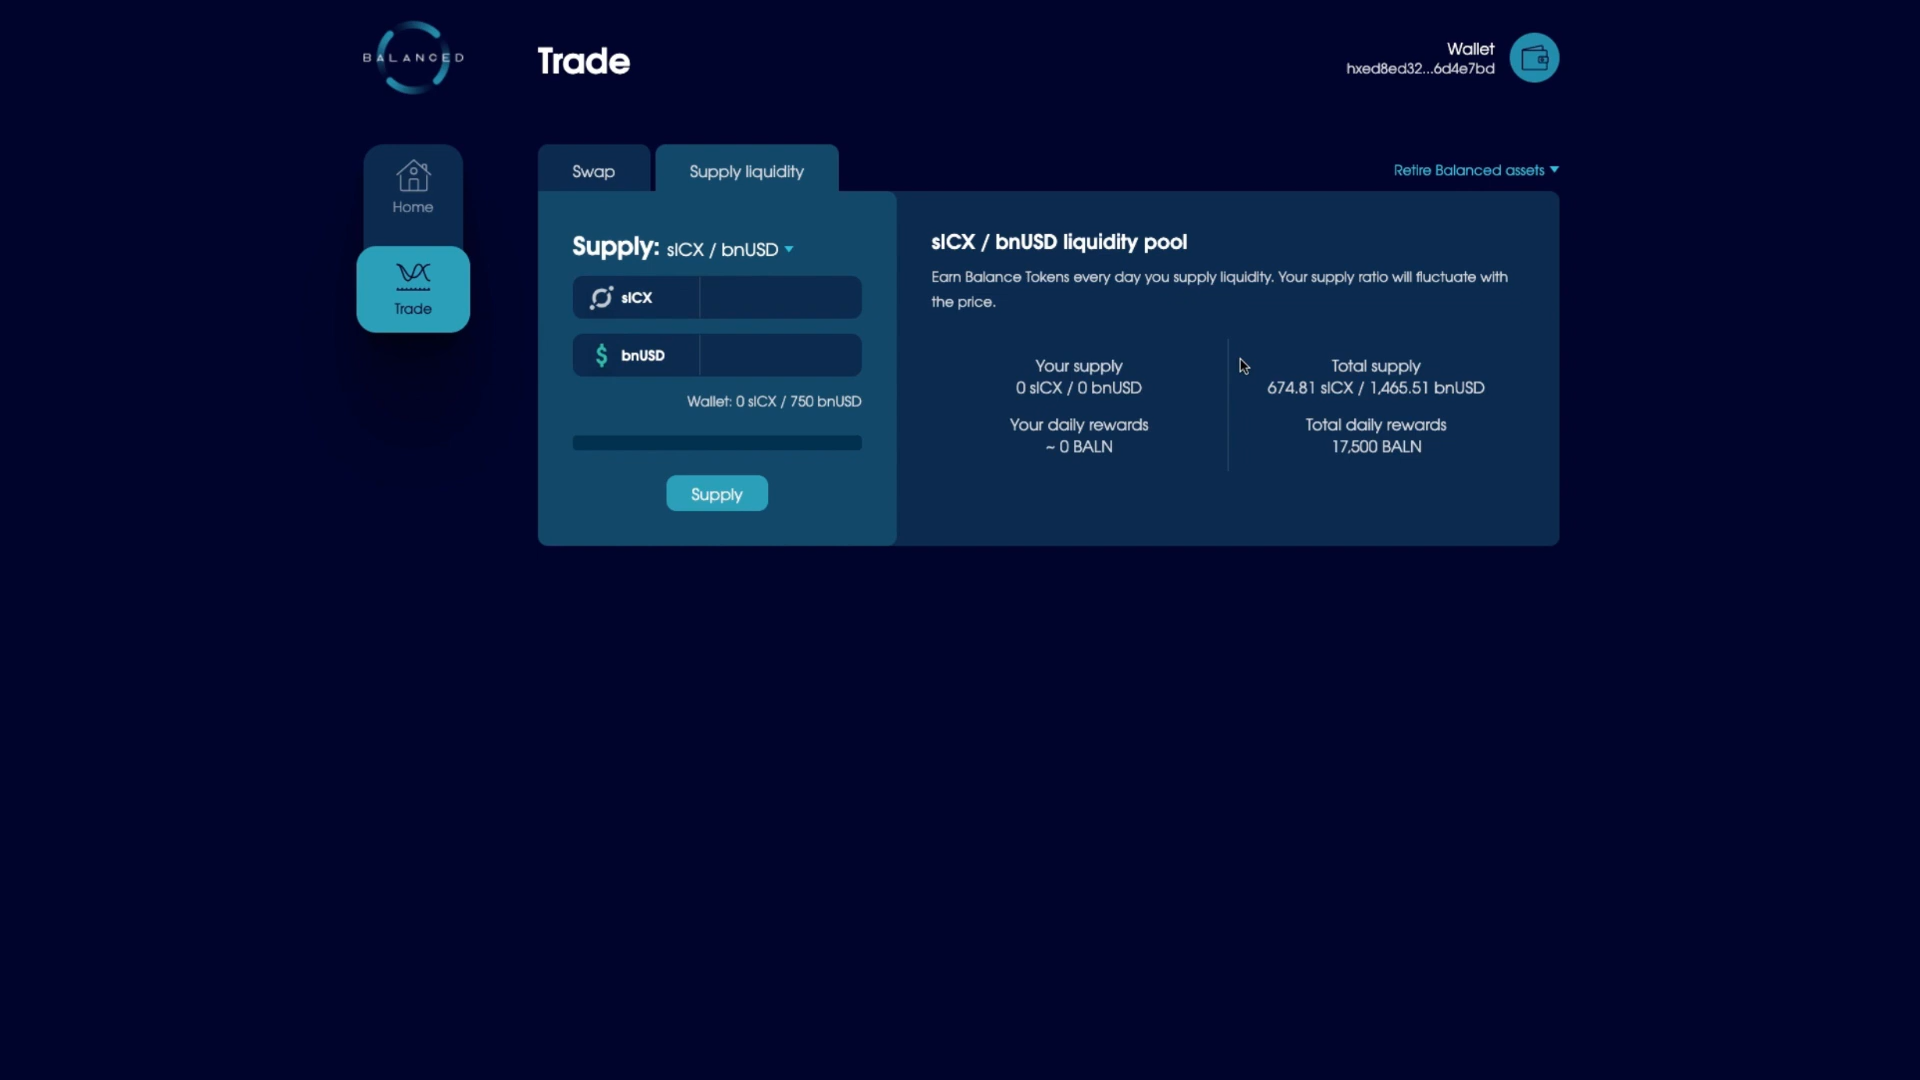 BALANCED
Trade
Wallet
hxed8ed32...6d4e7bd
Home
Trade
Swap
Supply liquidity
Retire Balanced assets
Supply: sICX / bnUSD
sICX
$ bnUSD
Wallet: 0 sICX / 750 bnUSD
Supply
sICX / bnUSD liquidity pool
Earn Balance Tokens every day you supply liquidity. Your supply ratio will fluctuate with
the price.
Your supply
0 sICX / 0 bnUSD
Your daily rewards
~ 0 BALN
Total supply
674.81 sICX / 1,465.51 bnUSD
Total daily rewards
17,500 BALN